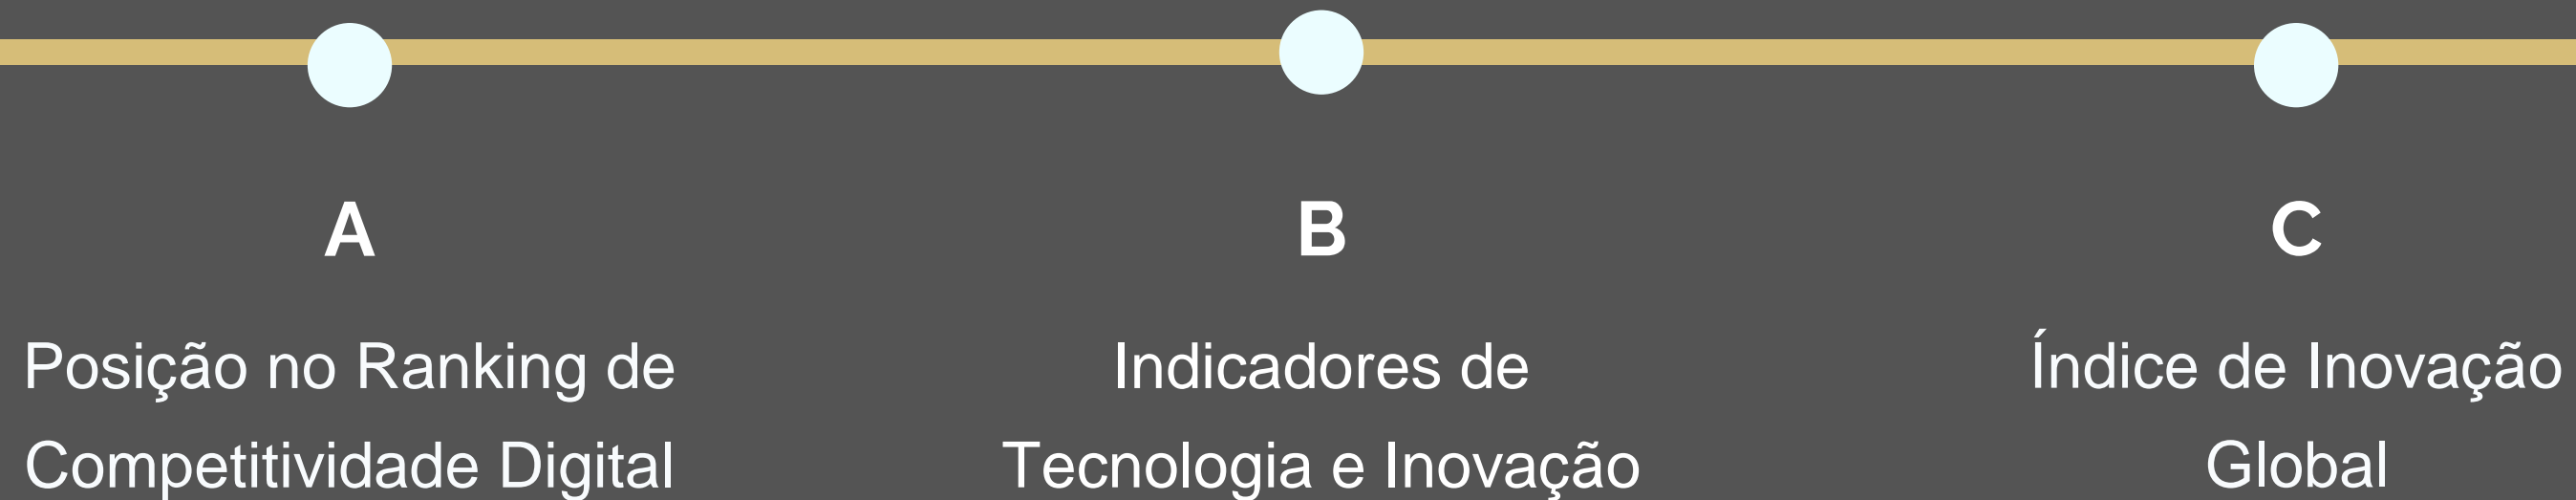 A
Posição no Ranking de
Competitividade Digital
B
Indicadores de
Tecnologia e Inovação
C
Índice de Inovação
Global